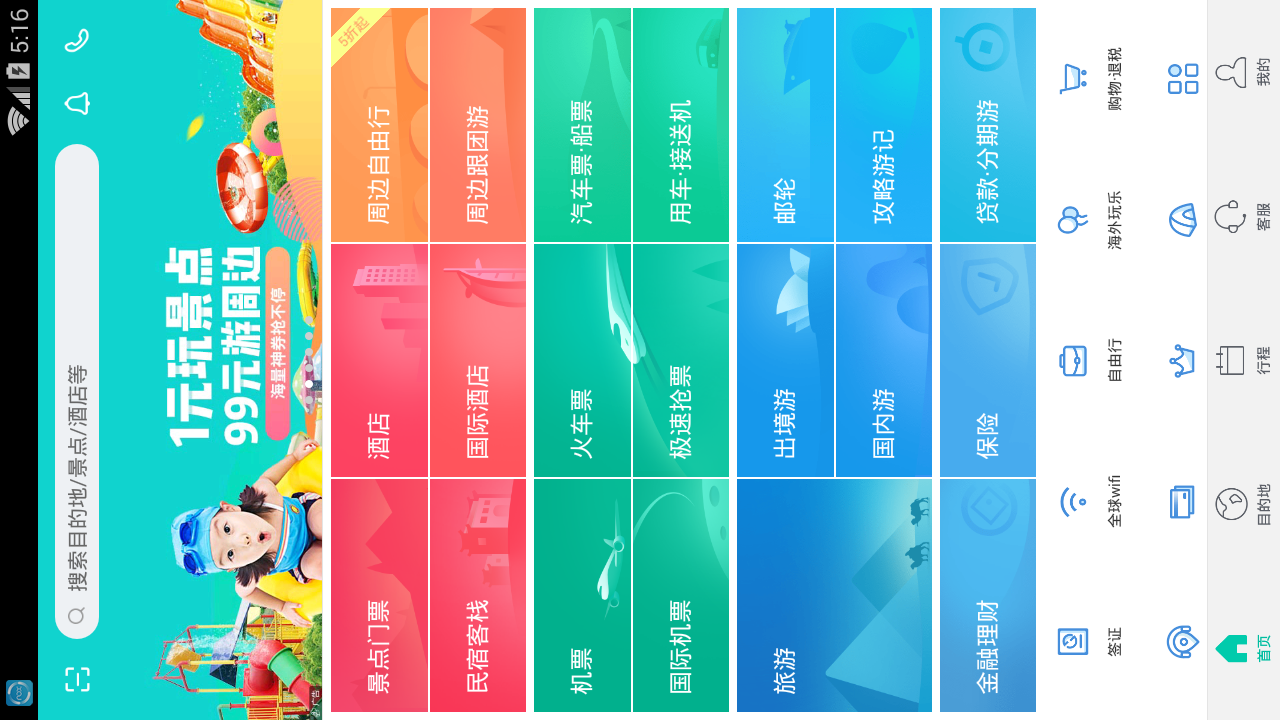 5:16
搜索目的地/景点/酒店等
1元玩景点
99元游周边
海量神券抢不停
广告
景点门票
酒店
周边自由行
5折起
民宿客栈
国际酒店
周边跟团游
机票
火车票
汽车票·船票
国际机票
极速抢票
用车·接送机
旅游
出境游
邮轮
国内游
攻略游记
金融理财
保险
贷款·分期游
签证
全球wifi
自由行
海外玩乐
购物·退税
首页
目的地
行程
客服
我的